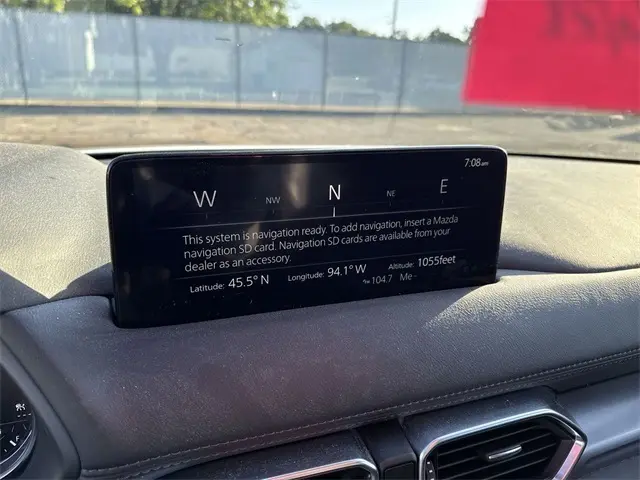 7:08am
W NW N NE E
This system is navigation ready. To add navigation, insert a Mazda
navigation SD card. Navigation SD cards are available from your
dealer as an accessory.
Latitude: 45.5° N Longitude: 94.1° W Altitude: 1055feet
104.7 Me
F